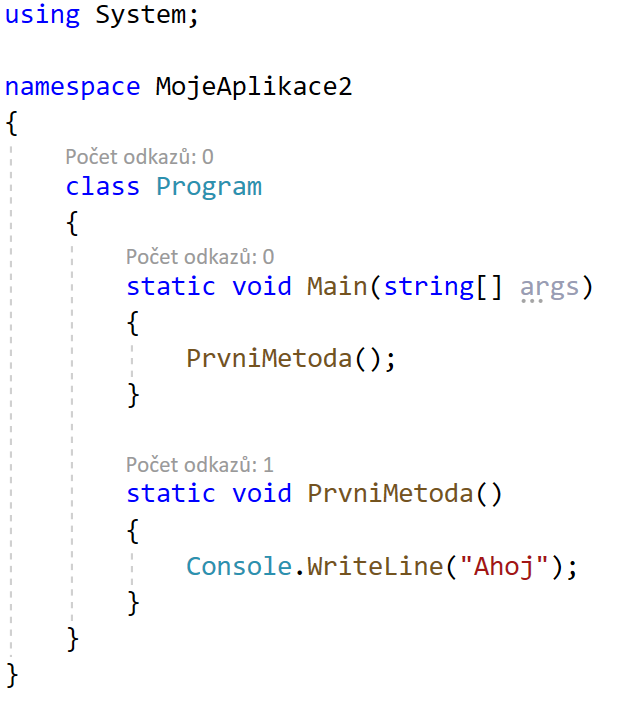 using System;
namespace MojeAplikace2
{
Počet odkazů: 0
class Program
{
Počet odkazů: 0
static void Main(string[] args)
{
PrvniMetoda();
}
Počet odkazů: 1
static void PrvniMetoda()
{
Console.WriteLine("Ahoj");
}
}
}